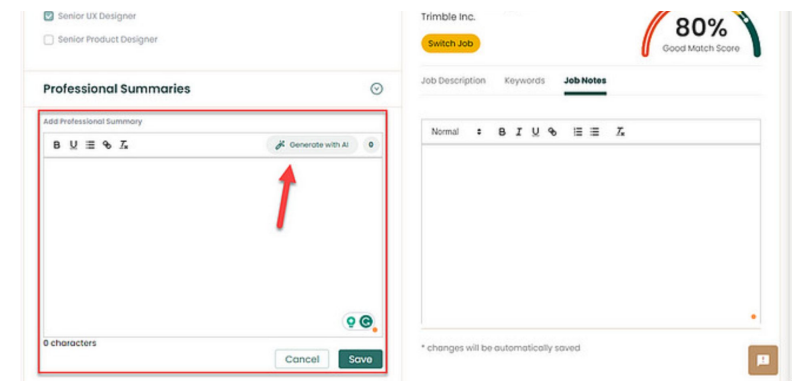 Senior UX Designer
Senior Product Designer
Professional Summaries
Add Professional Summary
B U Generate with AI 0
0 characters
Cancel Save
Trimble Inc.
Switch Job
80%
Good Match Score
Job Description Keywords Job Notes
Normal B I U
* changes will be automatically saved